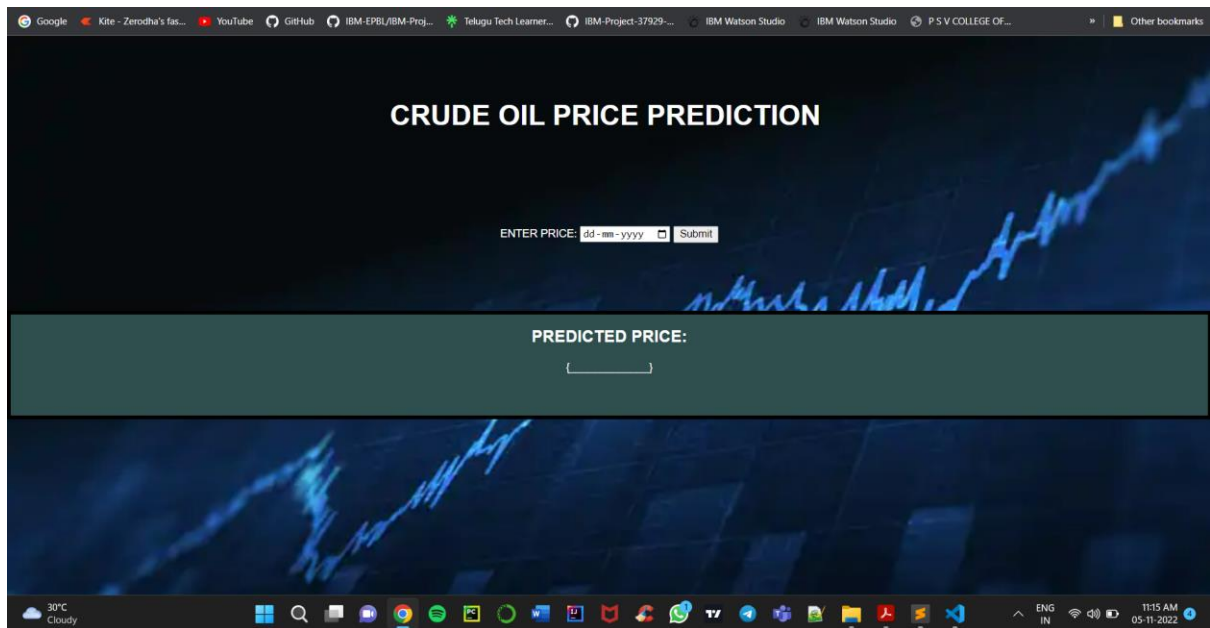 Google Kite - Zerodha's fas... YouTube GitHub IBM-EPBL/IBM-Proj... Telugu Tech Learner... IBM-Project-37929-... IBM Watson Studio IBM Watson Studio P S V COLLEGE OF... » Other bookmarks
CRUDE OIL PRICE PREDICTION
ENTER PRICE: dd-mm-yyyy Submit
PREDICTED PRICE:
{____________}
30°C
Cloudy
ENG
IN
11:15 AM
05-11-2022
4